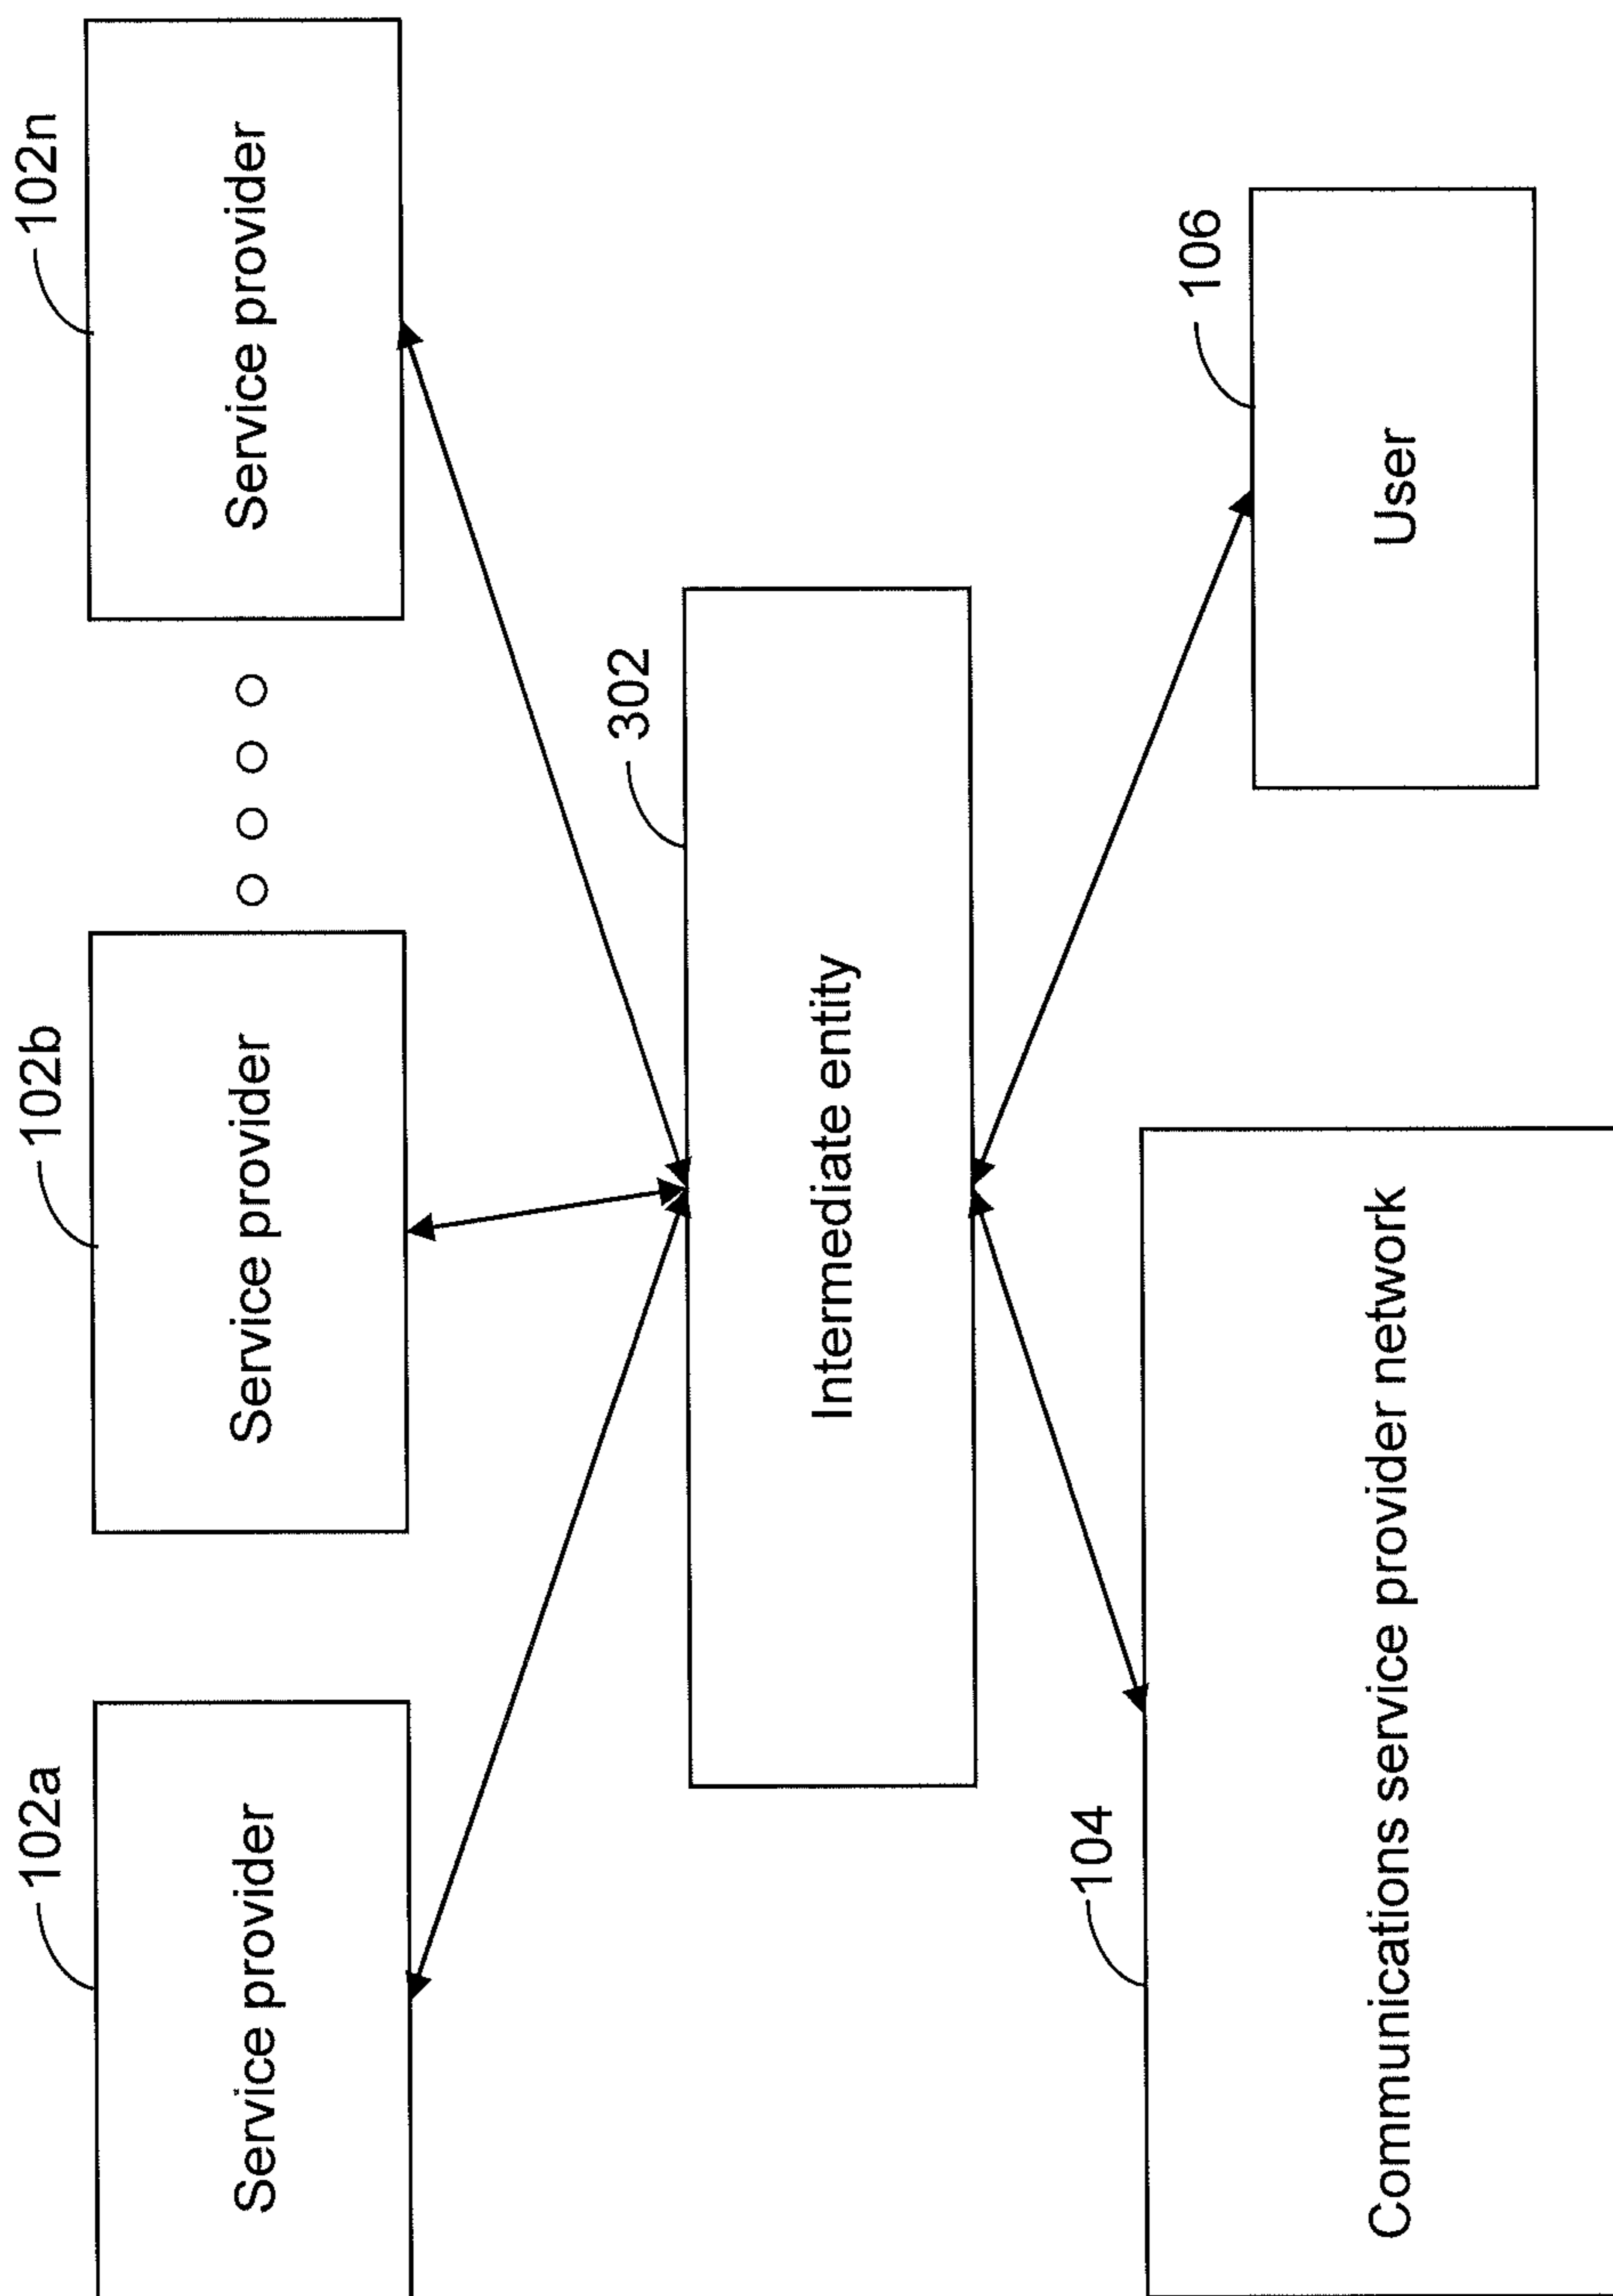 102a
102b
102n
Service provider
Service provider
Service provider
302
Intermediate entity
104
106
Communications service provider network
User